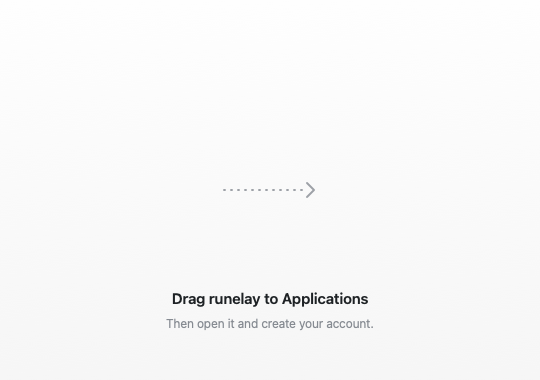 Drag runelay to Applications
Then open it and create your account.